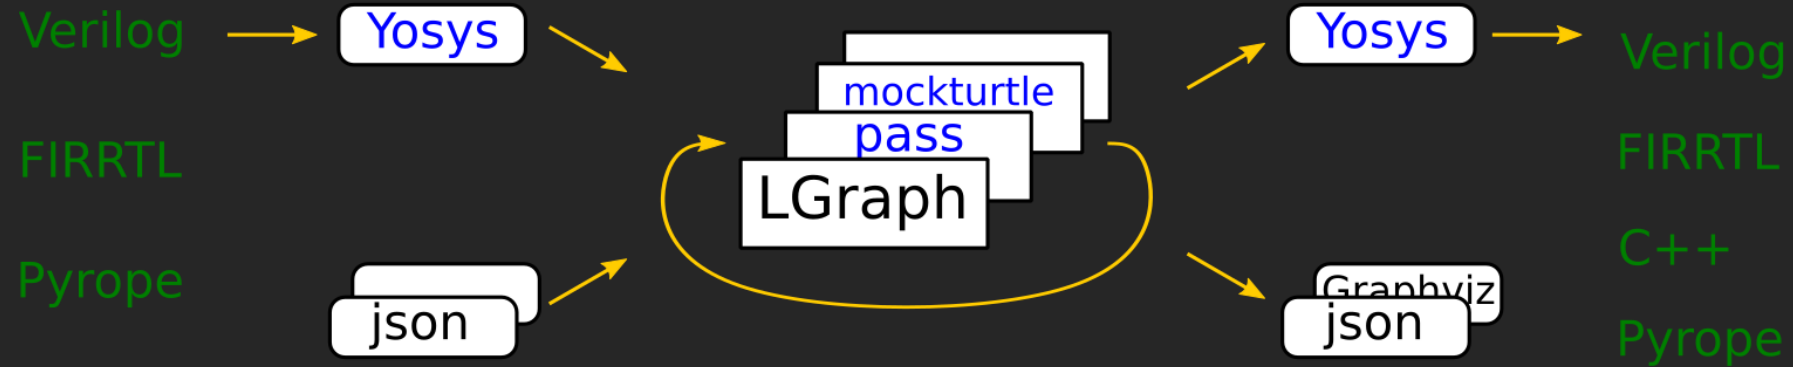 Verilog
FIRRTL
Pyrope
Yosys
json
mockturtle
pass
LGraph
Yosys
Graphviz
json
Verilog
FIRRTL
C++
Pyrope